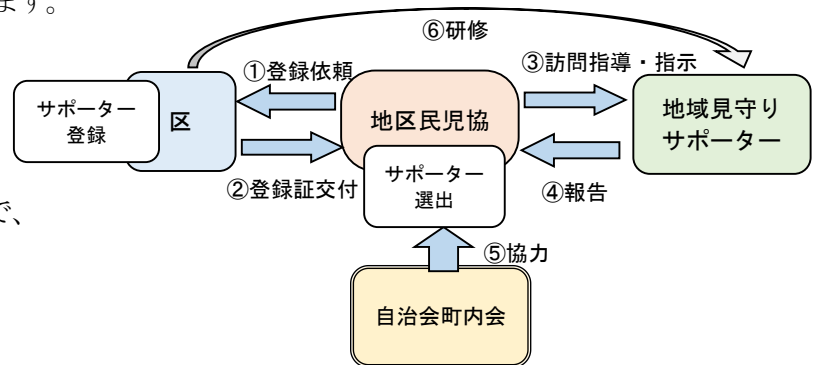 ます。
⑥研修
①登録依頼
③訪問指導・指示
サポーター
登録
区
地区民児協
地域見守り
サポーター
②登録証交付
サポーター
選出
④報告
で、
⑤協力
自治会町内会